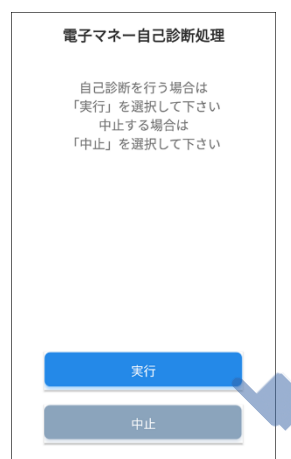 電子マネー自己診断処理
自己診断を行う場合は
「実行」を選択して下さい
中止する場合は
「中止」を選択して下さい
実行
中止